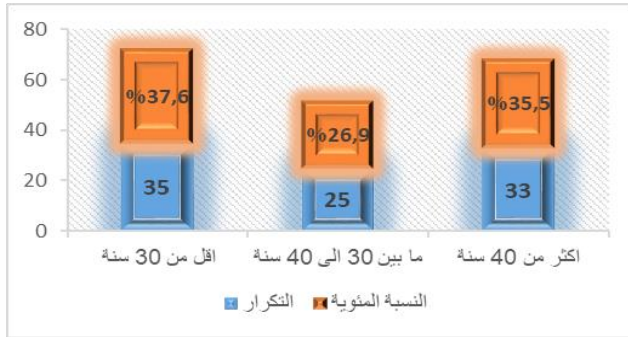 80
60
40
20
0
%37,6
%26,9
%35,5
35
25
33
اقل من 30 سنة
ما بين 30 الى 40 سنة
اكثر من 40 سنة
التكرار
النسبة المئوية